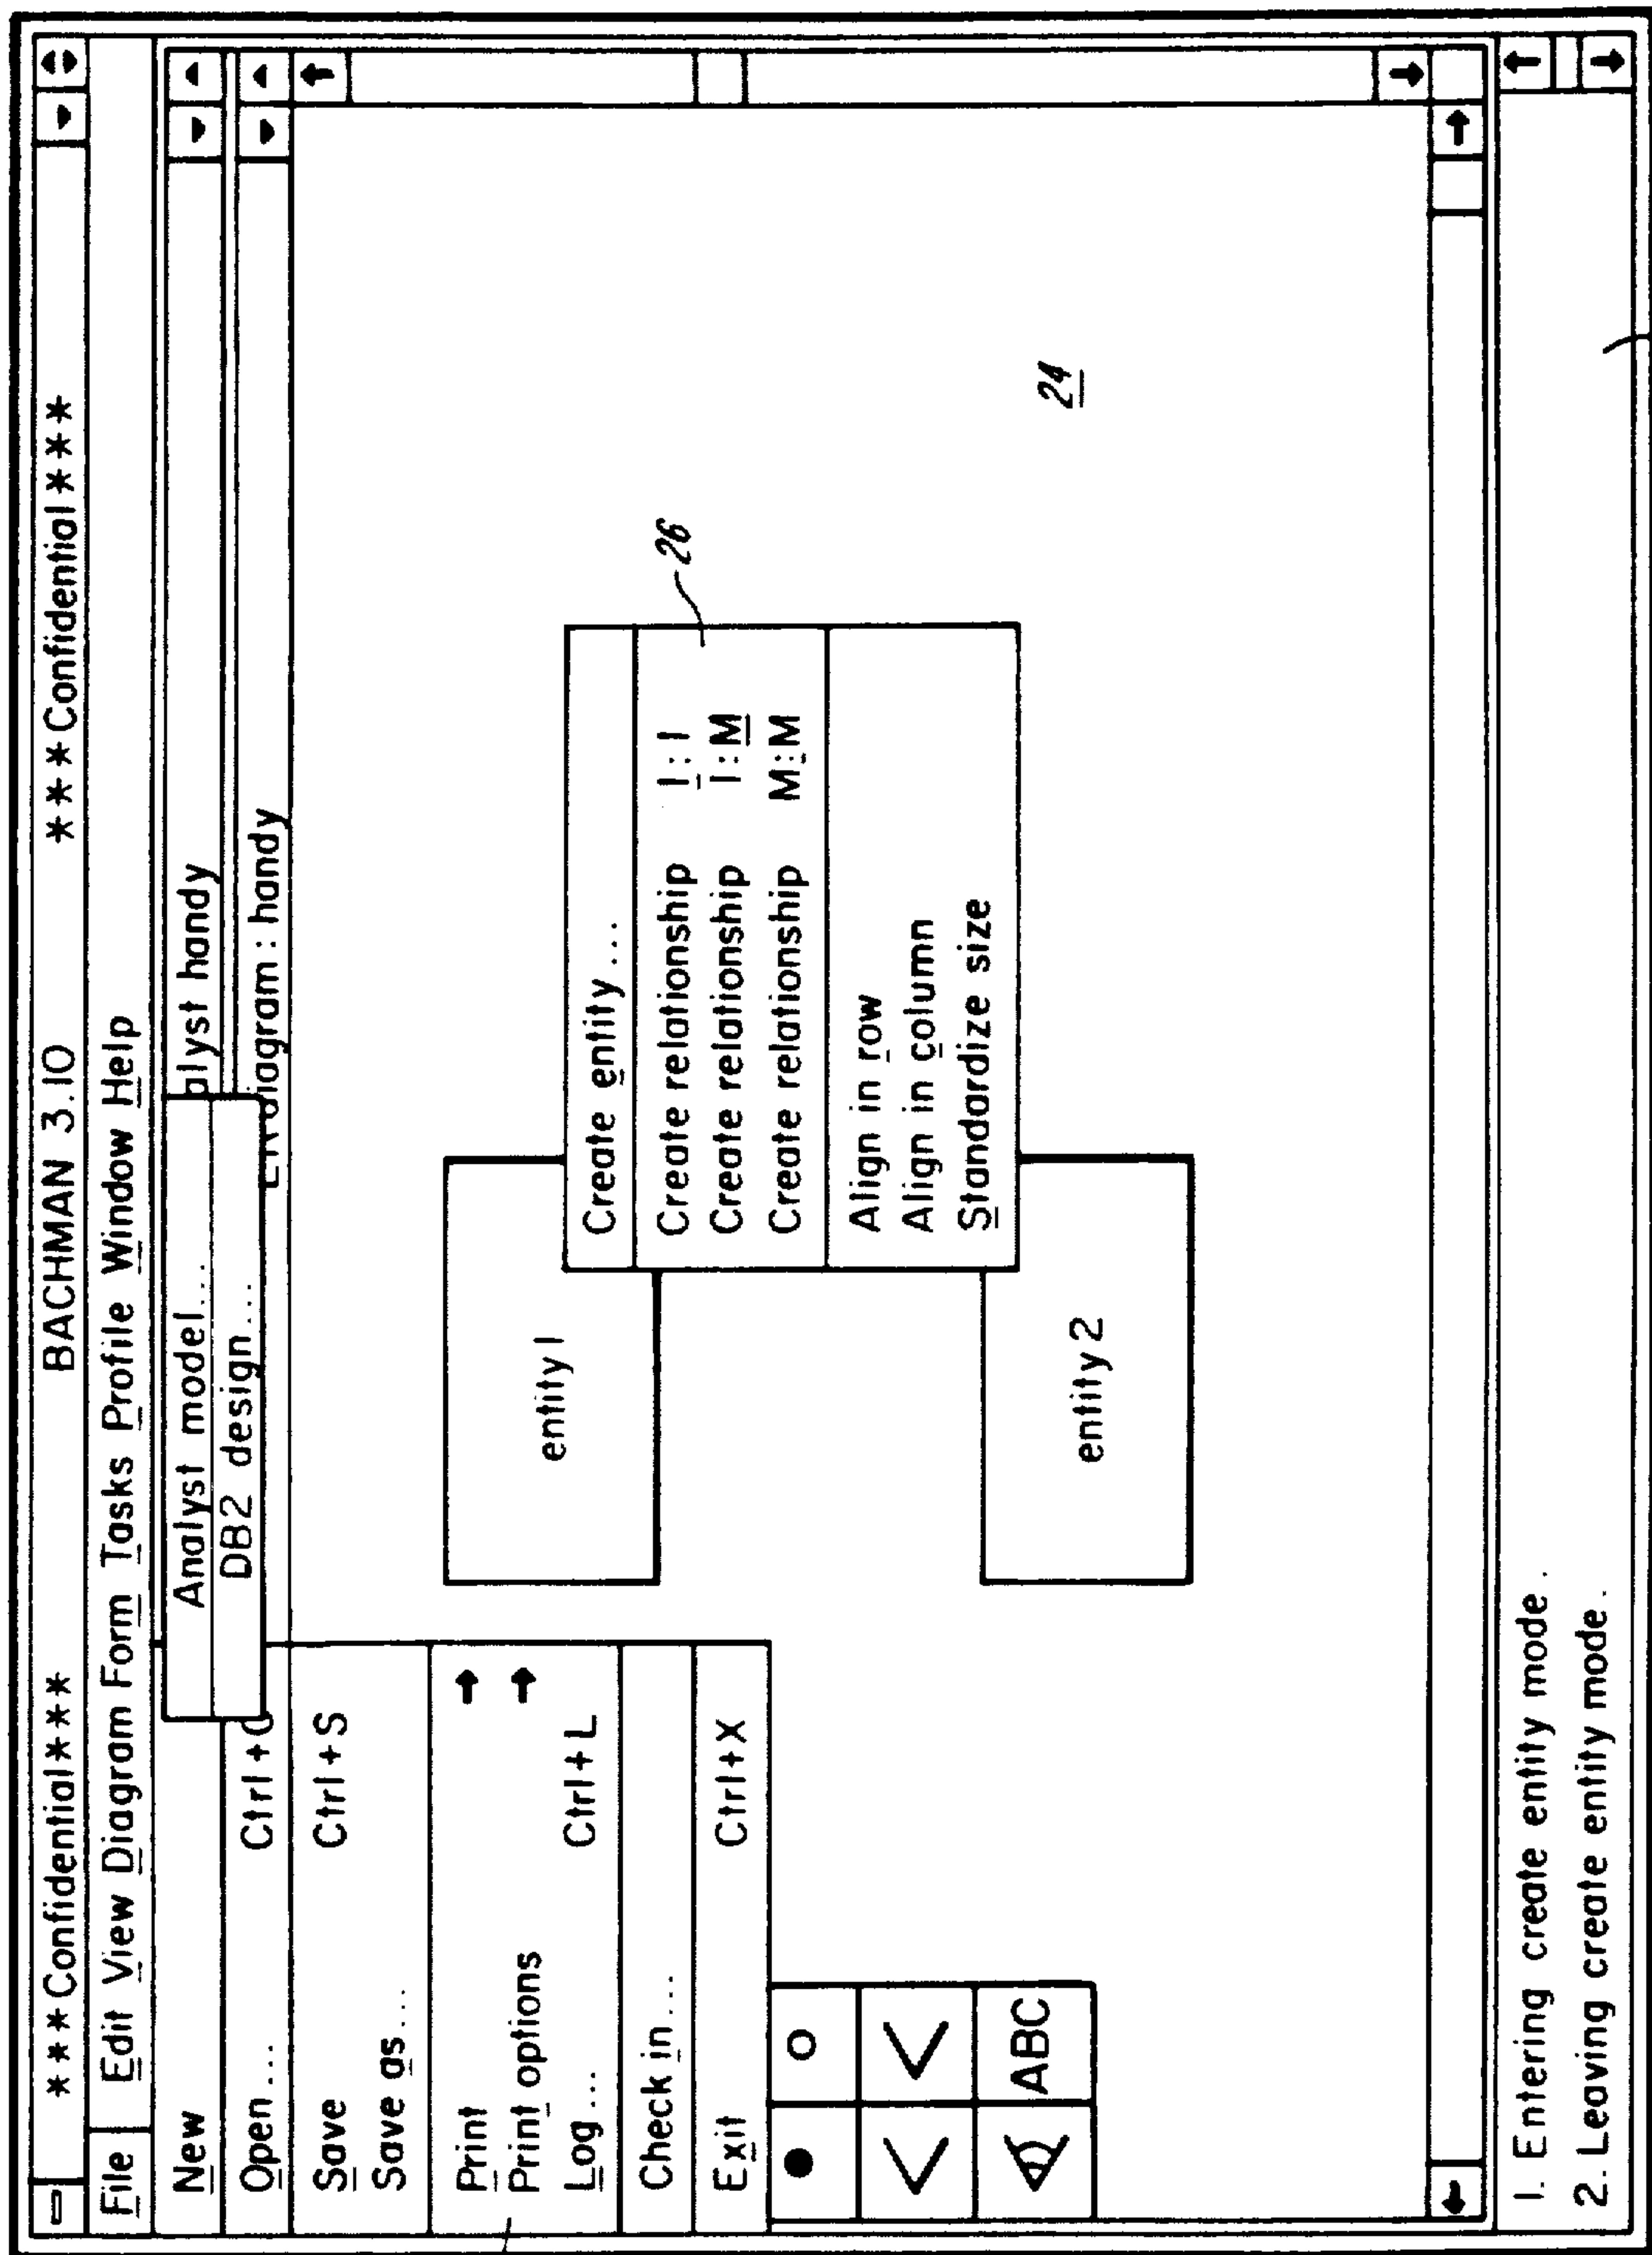 ***Confidential*** BACHMAN 3.10 ***Confidential***
File Edit View Diagram Form Tasks Profile Window Help
New
Analyst model...
alyst handy
DB2 design...
Open... Ctrl+O
ER diagram: handy
Save Ctrl+S
Save as...
Print
Print options
Log... Ctrl+L
Check in...
Exit Ctrl+X
ABC
entity 1
entity 2
Create entity...
Create relationship 1:1
Create relationship 1:M
Create relationship M:M
Align in row
Align in column
Standardize size
26
24
1. Entering create entity mode.
2. Leaving create entity mode.